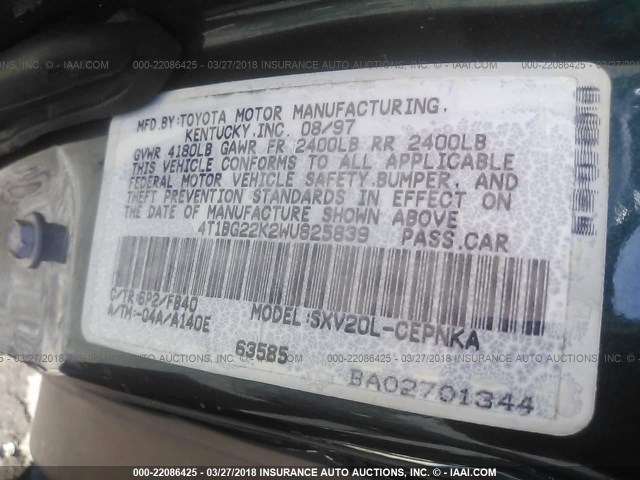 000-22086425 | 03/27/2018 | INSURANCE AUTO AUCTIONS, INC. - © IAAI.COM
MFD.BY:TOYOTA MOTOR MANUFACTURING.
KENTUCKY.INC. 08/97
GVWR 4180LB GAWR FR 2400LB RR 2400LB
THIS VEHICLE CONFORMS TO ALL APPLICABLE
FEDERAL MOTOR VEHICLE SAFETY,BUMPER, AND
THEFT PREVENTION STANDARDS IN EFFECT ON
THE DATE OF MANUFACTURE SHOWN ABOVE
4T1BG22K2WU825839 PASS.CAR
C/TR:6P2/FB40
A/TM:-04A/A140E
MODEL:SXV20L-CEPNKA
63585
BA02701344
000-22086425 | 03/27/2018 | INSURANCE AUTO AUCTIONS, INC. - © IAAI.COM